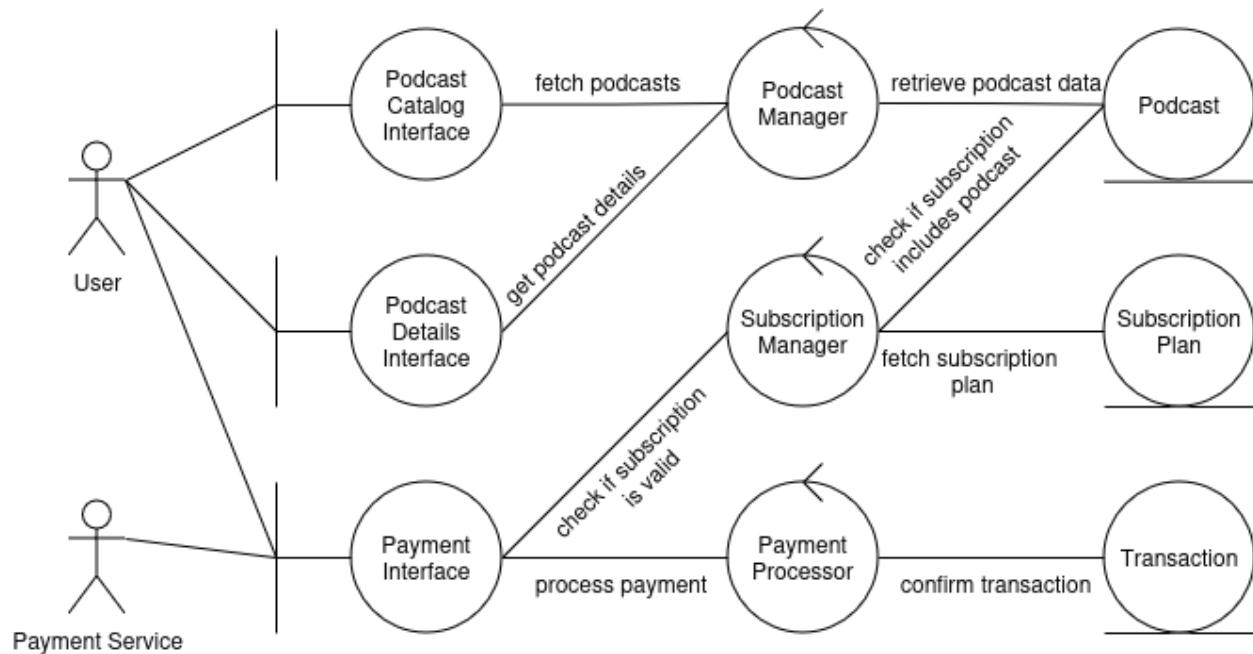 Podcast
Catalog
Interface
fetch podcasts
Podcast
Manager
retrieve podcast data
Podcast
User
Podcast
Details
Interface
get podcast details
check if subscription
includes podcast
Subscription
Manager
fetch subscription
plan
Subscription
Plan
Payment Service
Payment
Interface
check if subscription
is valid
process payment
Payment
Processor
confirm transaction
Transaction